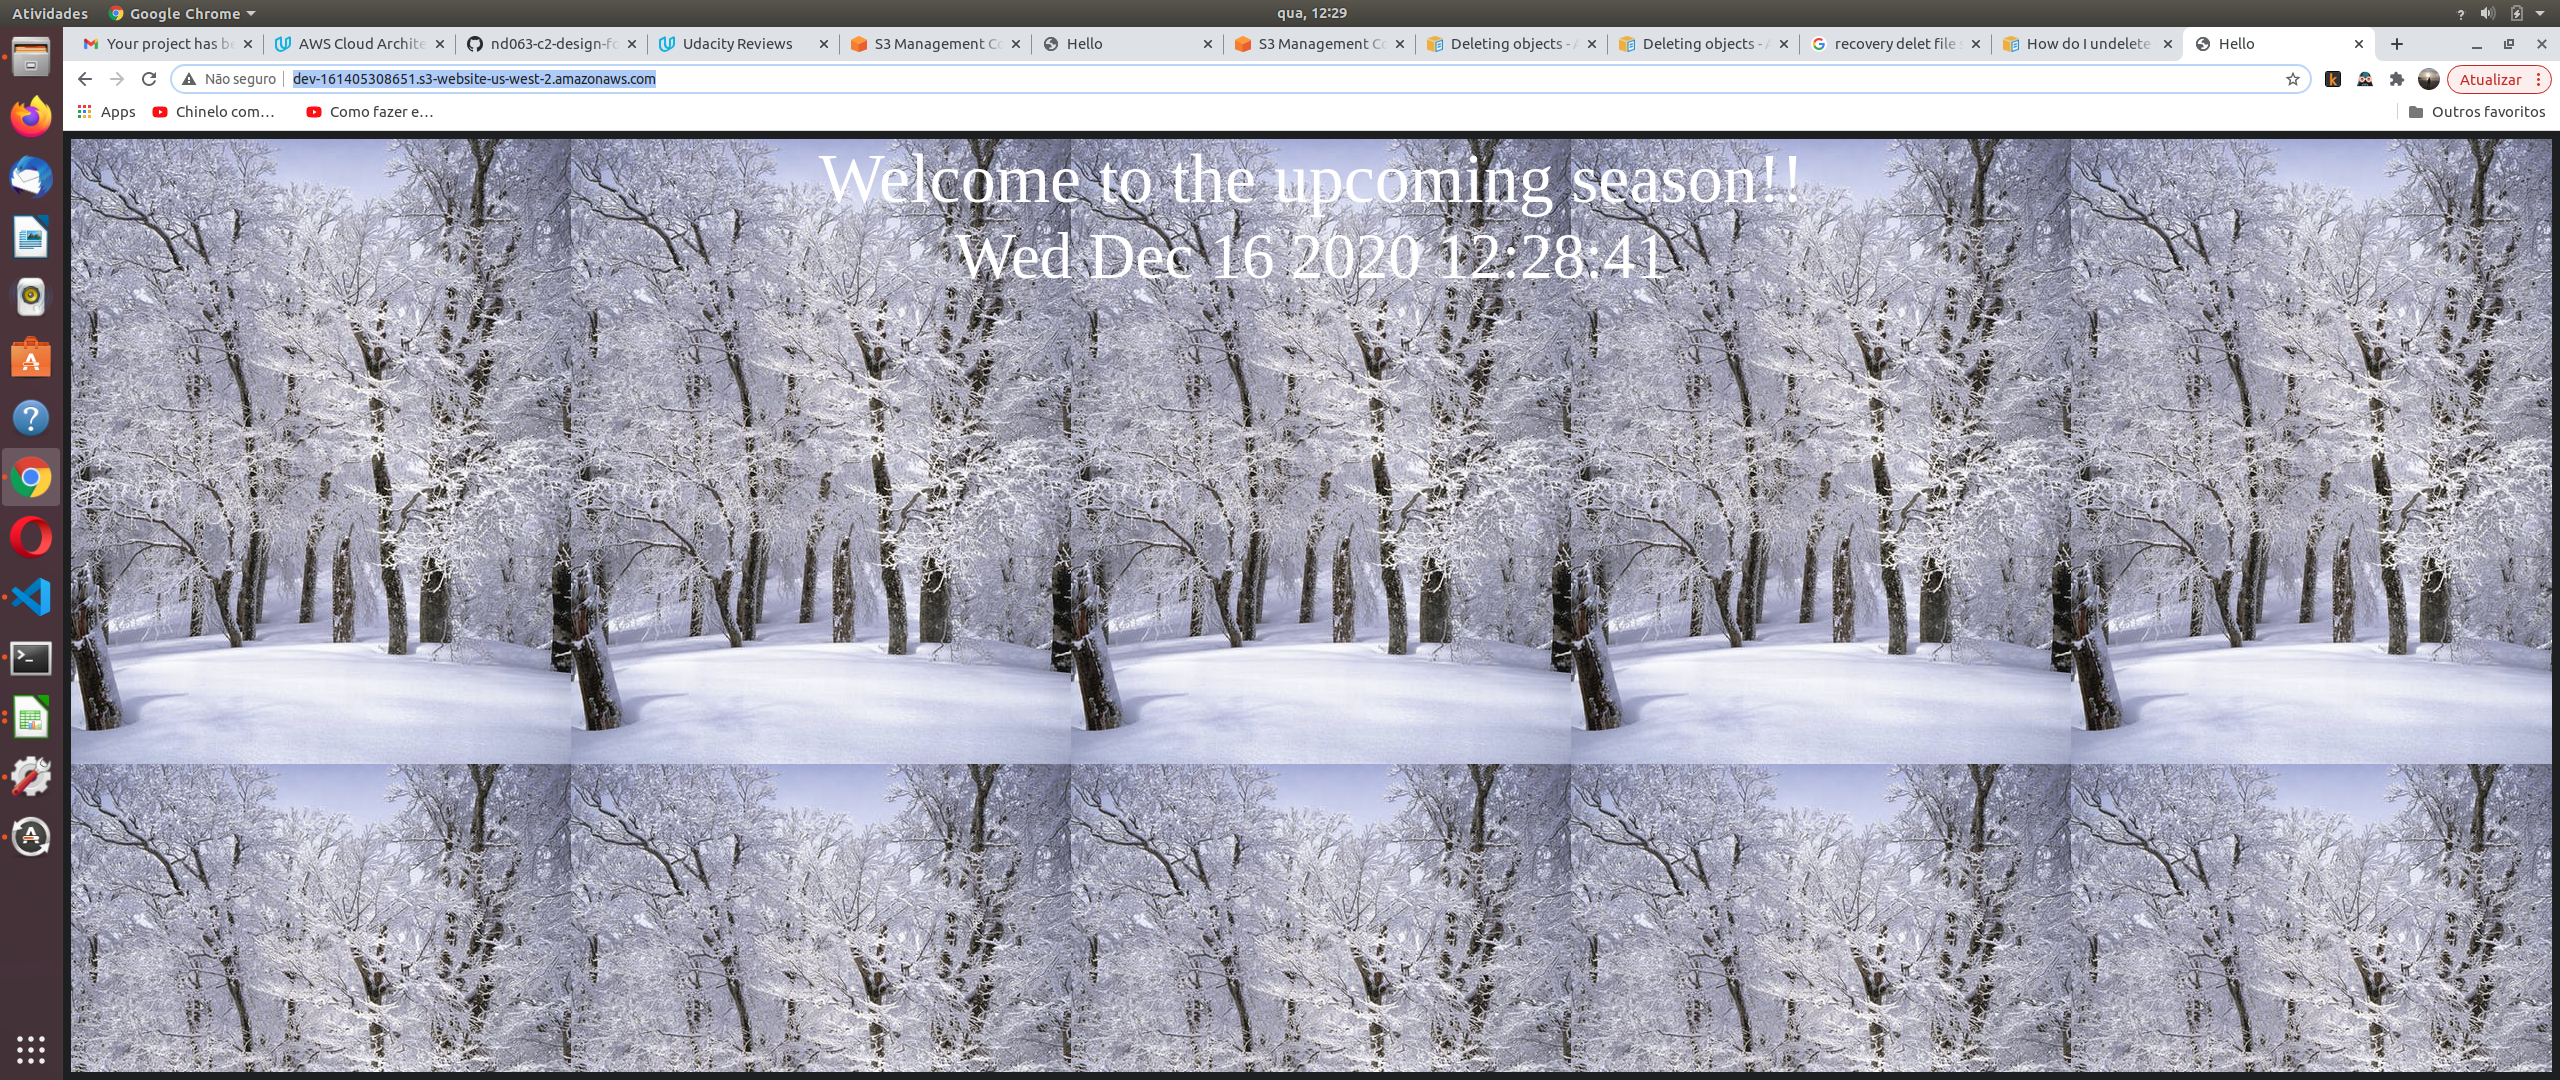 Atividades
Google Chrome
qua, 12:29
Your project has be
AWS Cloud Archite
nd063-c2-design-fo
Udacity Reviews
S3 Management Co
Hello
S3 Management Co
Deleting objects - A
Deleting objects - A
recovery delet file s
How do I undelete
Hello
Não seguro
dev-161405308651.s3-website-us-west-2.amazonaws.com
Atualizar
Apps
Chinelo com...
Como fazer e...
Outros favoritos
Welcome to the upcoming season!!
Wed Dec 16 2020 12:28:41